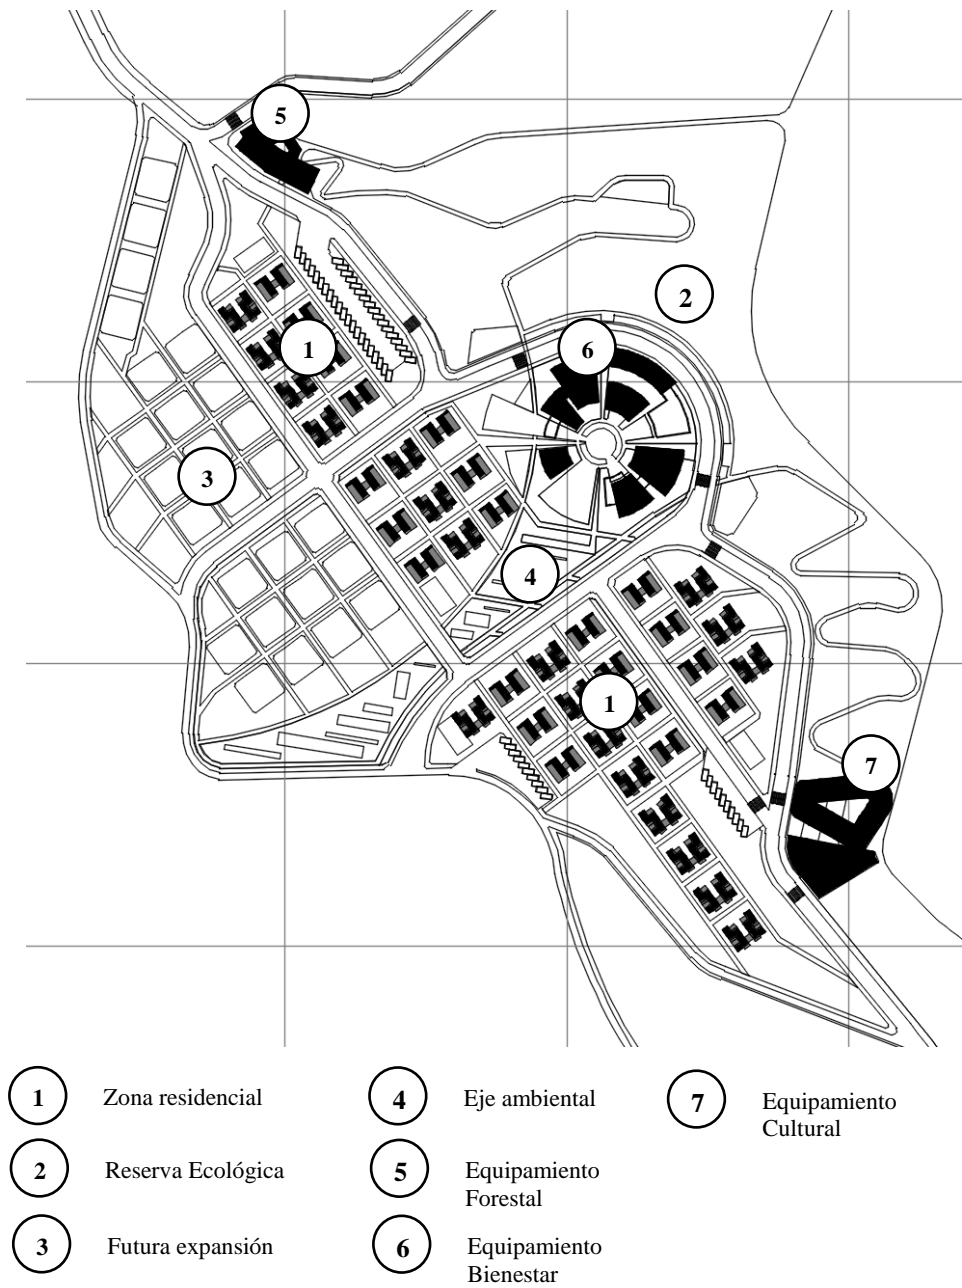 5
2
1
6
3
4
1
7
1 Zona residencial
4 Eje ambiental
7 Equipamiento
Cultural
2 Reserva Ecológica
5 Equipamiento
Forestal
3 Futura expansión
6 Equipamiento
Bienestar